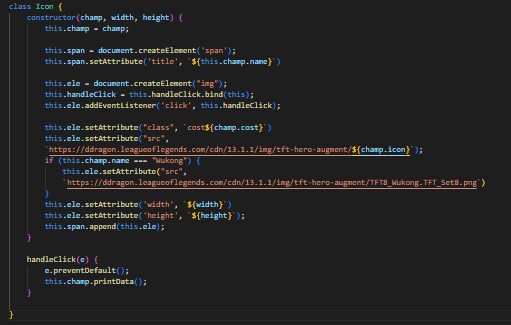 class Icon {
constructor(champ, width, height) {
this.champ = champ;
this.span = document.createElement('span');
this.span.setAttribute('title', `${this.champ.name}`)
this.ele = document.createElement("img");
this.handleClick = this.handleClick.bind(this);
this.ele.addEventListener('click', this.handleClick);
this.ele.setAttribute("class", `cost${champ.cost}`)
this.ele.setAttribute("src",
`https://ddragon.leagueoflegends.com/cdn/13.1.1/img/tft-hero-augment/${champ.icon}`);
if (this.champ.name === "Wukong") {
this.ele.setAttribute("src",
`https://ddragon.leagueoflegends.com/cdn/13.1.1/img/tft-hero-augment/TFT8_Wukong.TFT_Set8.png`)
}
this.ele.setAttribute('width', `${width}`)
this.ele.setAttribute('height', `${height}`);
this.span.append(this.ele);
}
handleClick(e) {
e.preventDefault();
this.champ.printData();
}
}